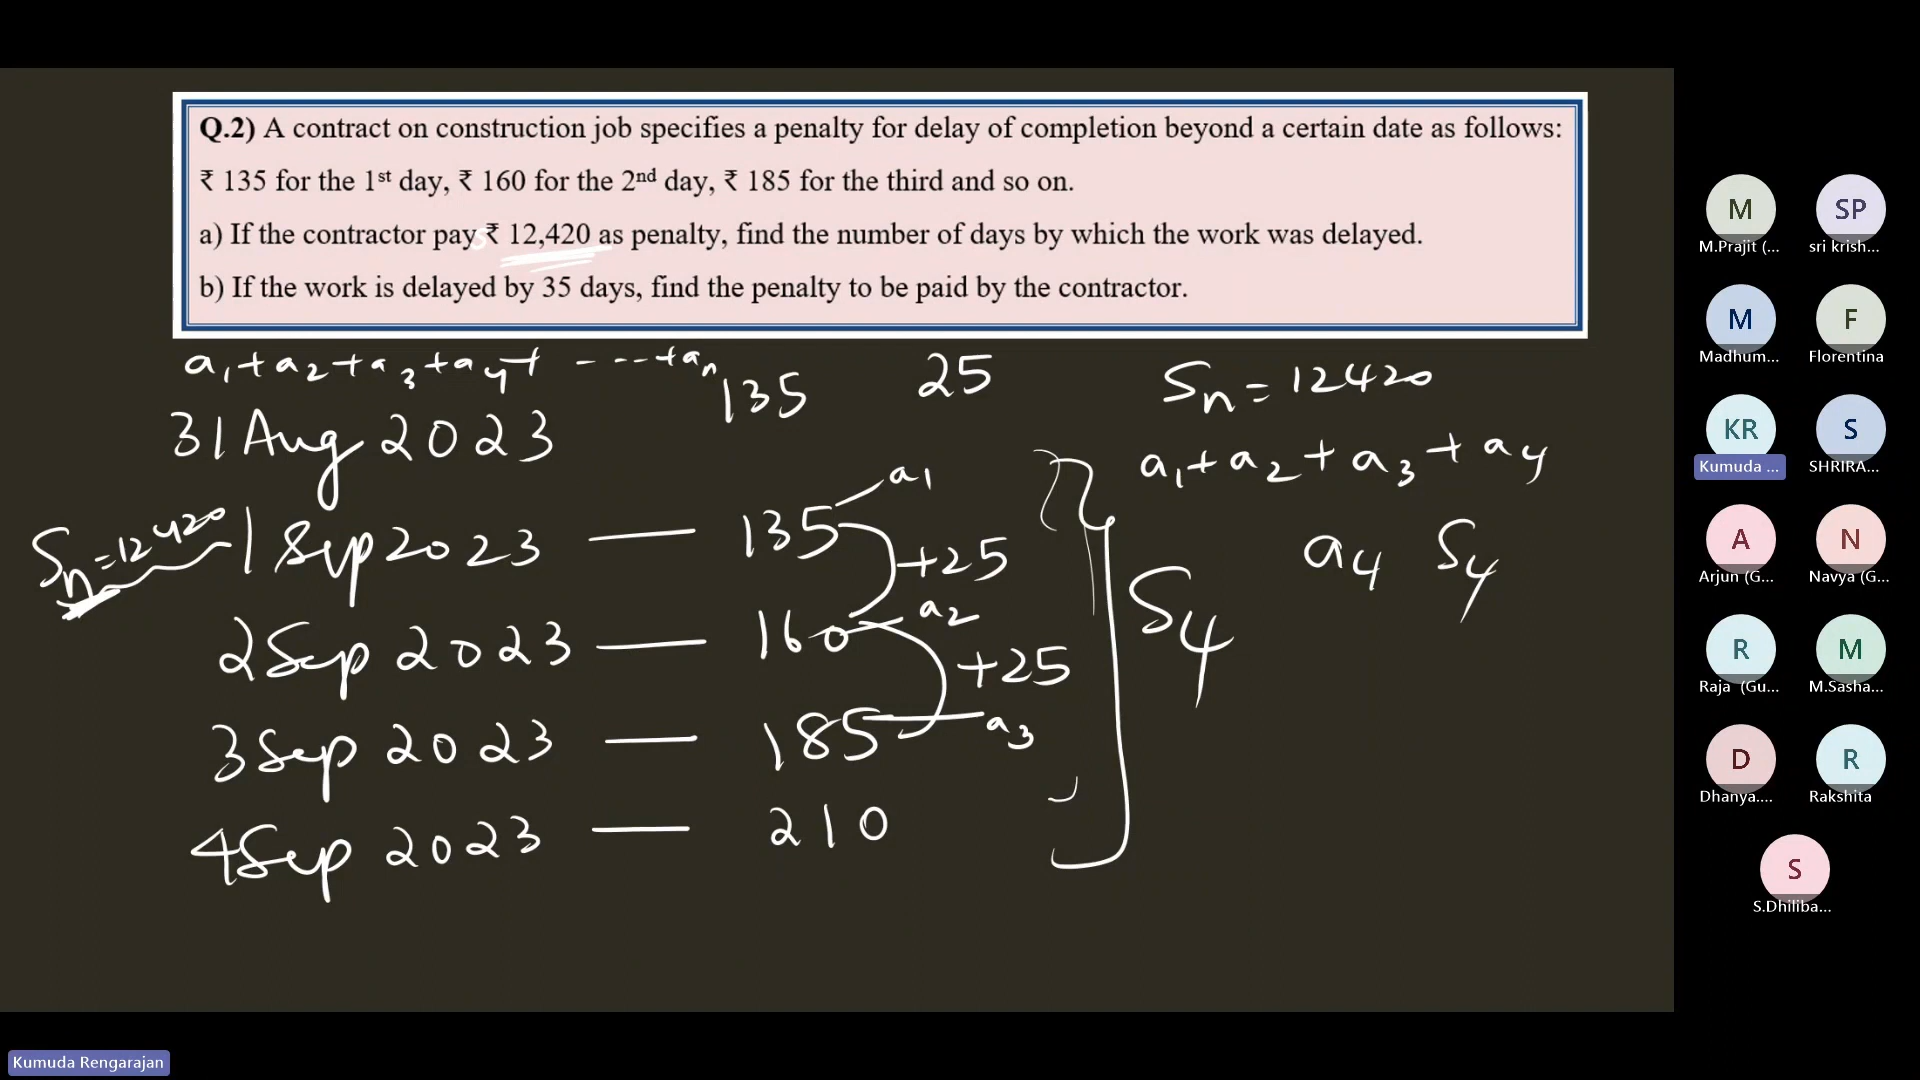 Q.2) A contract on construction job specifies a penalty for delay of completion beyond a certain date as follows:
₹ 135 for the 1st day, ₹ 160 for the 2nd day, ₹ 185 for the third and so on.
a) If the contractor pays ₹ 12,420 as penalty, find the number of days by which the work was delayed.
b) If the work is delayed by 35 days, find the penalty to be paid by the contractor.
a1+a2+a3+a4+ ----+an
135 25 Sn = 12420
31 Aug 2023
a1+a2+a3+a4
Sn=12420 1 Sep 2023 — 135 a1 +25
a4 S4
2 Sep 2023 — 160 a2 +25 S4
3 Sep 2023 — 185 a3
4 Sep 2023 — 210
M SP
M.Prajit (... sri krish...
M F
Madhum... Florentina
KR S
Kumuda ... SHRIRA...
A N
Arjun (G... Navya (G...
R M
Raja (Gu... M.Sasha...
D R
Dhanya.... Rakshita
S
S.Dhiliba...
Kumuda Rengarajan